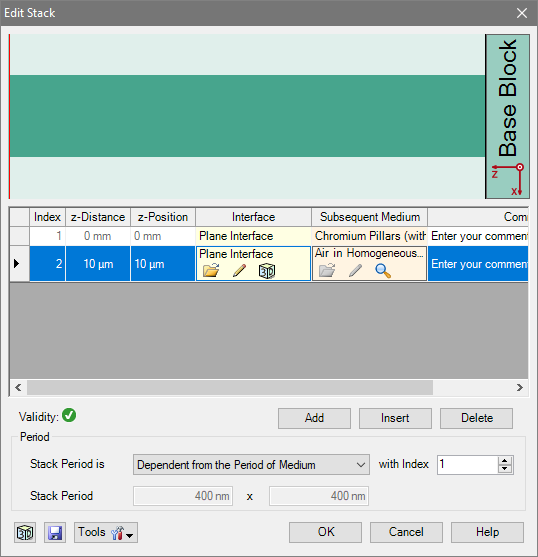 Edit Stack
Base Block
Z
X
Index z-Distance z-Position Interface Subsequent Medium Com
1 0 mm 0 mm Plane Interface Chromium Pillars (with Enter your comment
2 10 µm 10 µm Plane Interface Air in Homogeneous... Enter your comment
Validity:
Add Insert Delete
Period
Stack Period is Dependent from the Period of Medium with Index 1
Stack Period 400 nm x 400 nm
Tools OK Cancel Help